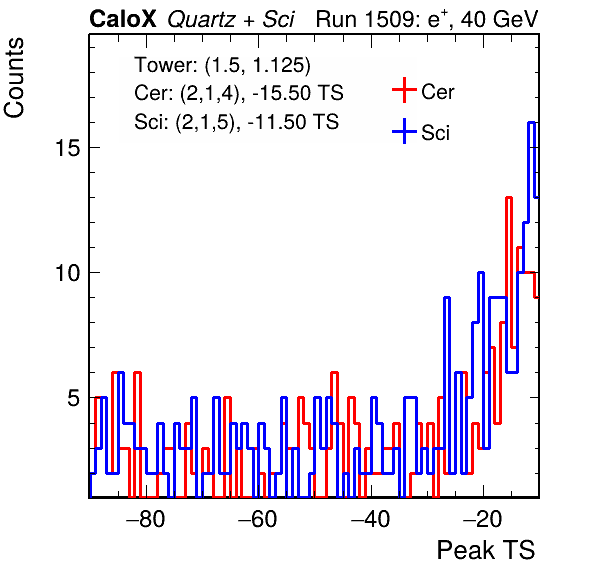 CaloX Quartz + Sci Run 1509: e⁺, 40 GeV
Counts
Tower: (1.5, 1.125)
Cer: (2,1,4), -15.50 TS
Sci: (2,1,5), -11.50 TS
Cer
Sci
15
10
5
−80 −60 −40 −20
Peak TS